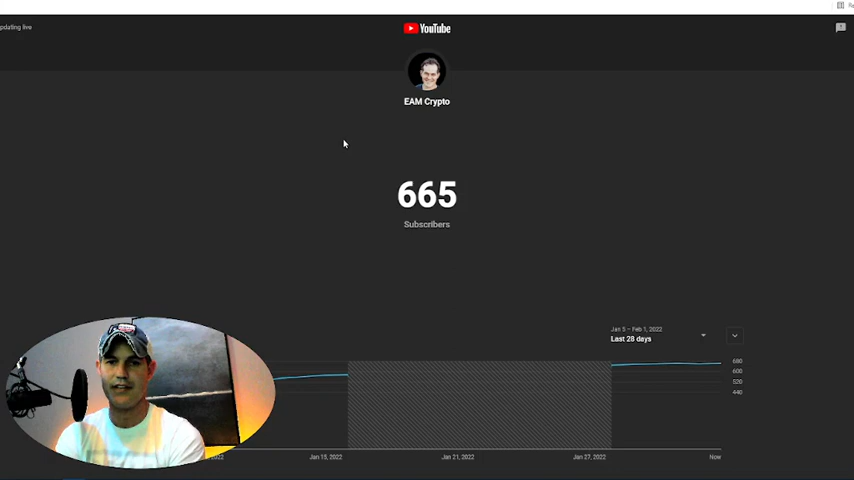 pdating live
YouTube
EAM Crypto
665
Subscribers
Jan 5 – Feb 1, 2022
Last 28 days
680
600
520
440
2022
Jan 15, 2022
Jan 21, 2022
Jan 27, 2022
Now